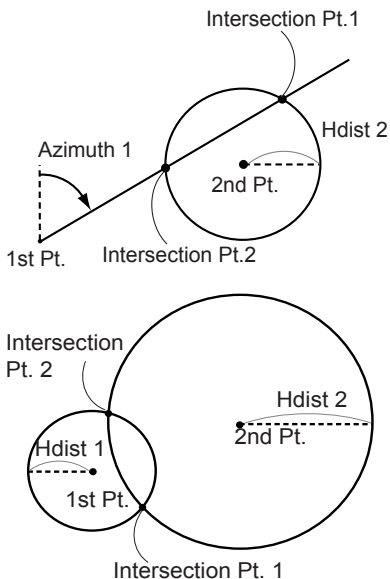 Intersection Pt.1
Azimuth 1
Hdist 2
2nd Pt.
1st Pt.
Intersection Pt.2
Intersection
Pt. 2
Hdist 1
Hdist 2
2nd Pt.
1st Pt.
Intersection Pt. 1